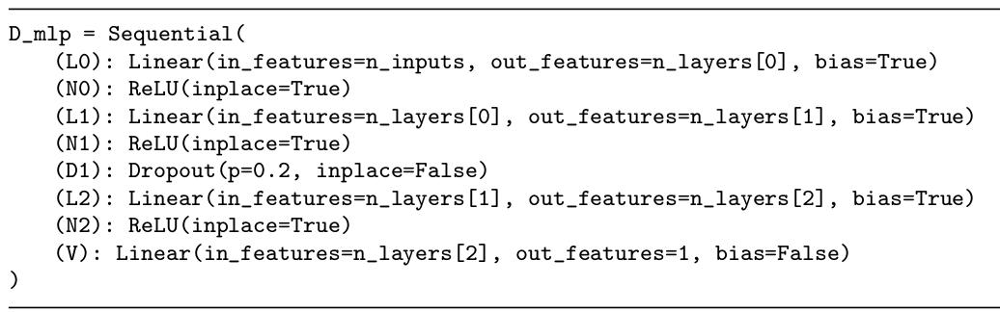 D_mlp = Sequential(
    (L0): Linear(in_features=n_inputs, out_features=n_layers[0], bias=True)
    (N0): ReLU(inplace=True)
    (L1): Linear(in_features=n_layers[0], out_features=n_layers[1], bias=True)
    (N1): ReLU(inplace=True)
    (D1): Dropout(p=0.2, inplace=False)
    (L2): Linear(in_features=n_layers[1], out_features=n_layers[2], bias=True)
    (N2): ReLU(inplace=True)
    (V): Linear(in_features=n_layers[2], out_features=1, bias=False)
)